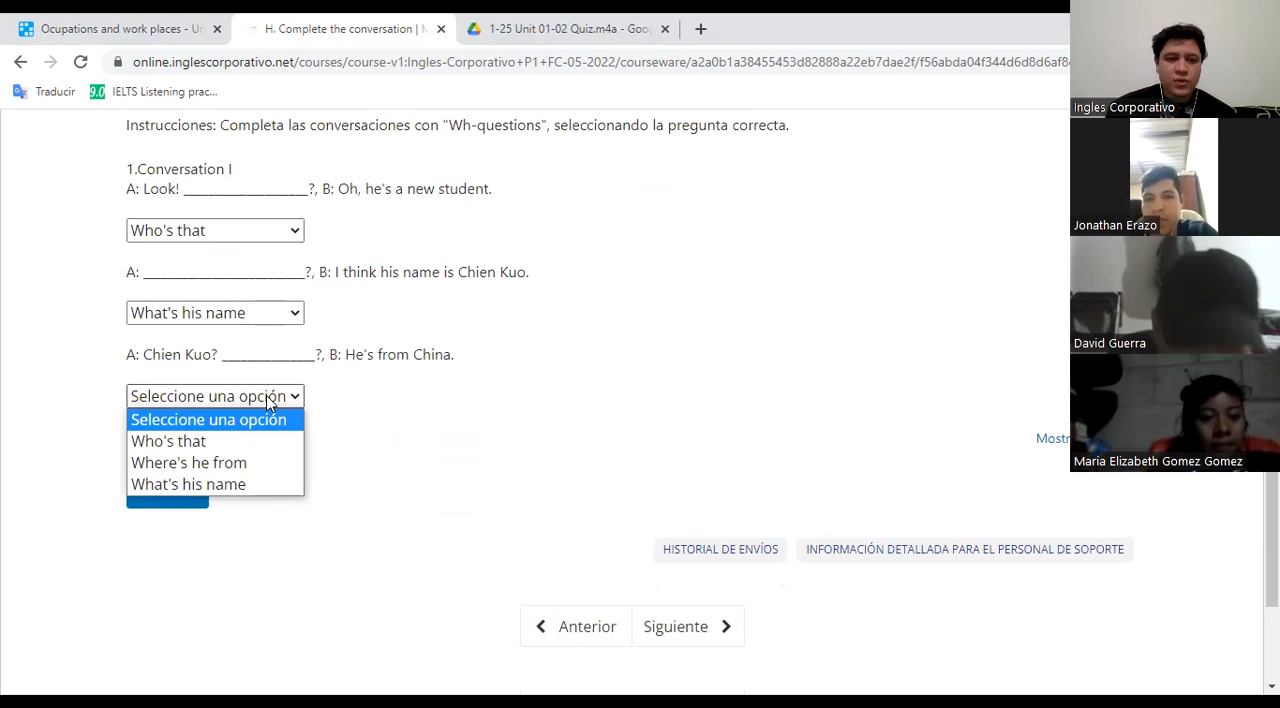 Ocupations and work places - U
H. Complete the conversation | M
1-25 Unit 01-02 Quiz.m4a - Goog
online.inglescorporativo.net/courses/course-v1:Ingles-Corporativo+P1+FC-05-2022/courseware/a2a0b1a38455453d82888a22eb7dae2f/f56abda04f344d6d8d6af8
Traducir
9.0 IELTS Listening prac...
Instrucciones: Completa las conversaciones con "Wh-questions", seleccionando la pregunta correcta.
1.Conversation I
A: Look! ____________________?, B: Oh, he's a new student.
Who's that
A: __________________________?, B: I think his name is Chien Kuo.
What's his name
A: Chien Kuo? _______________?, B: He's from China.
Seleccione una opción
Seleccione una opción
Who's that
Where's he from
What's his name
Mostr
HISTORIAL DE ENVÍOS
INFORMACIÓN DETALLADA PARA EL PERSONAL DE SOPORTE
Anterior
Siguiente
Ingles Corporativo
Jonathan Erazo
David Guerra
Maria Elizabeth Gomez Gomez